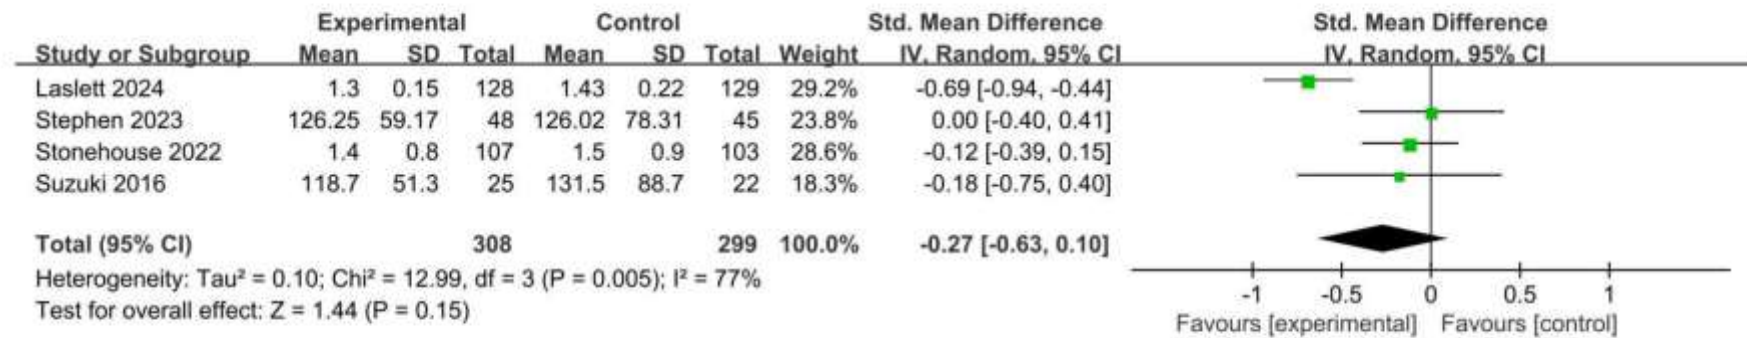 Experimental Control Std. Mean Difference Std. Mean Difference
Study or Subgroup Mean SD Total Mean SD Total Weight IV, Random, 95% CI IV, Random, 95% CI
Laslett 2024 1.3 0.15 128 1.43 0.22 129 29.2% -0.69 [-0.94, -0.44]
Stephen 2023 126.25 59.17 48 126.02 78.31 45 23.8% 0.00 [-0.40, 0.41]
Stonehouse 2022 1.4 0.8 107 1.5 0.9 103 28.6% -0.12 [-0.39, 0.15]
Suzuki 2016 118.7 51.3 25 131.5 88.7 22 18.3% -0.18 [-0.75, 0.40]
Total (95% CI) 308 299 100.0% -0.27 [-0.63, 0.10]
Heterogeneity: Tau² = 0.10; Chi² = 12.99, df = 3 (P = 0.005); I² = 77%
Test for overall effect: Z = 1.44 (P = 0.15)
-1 -0.5 0 0.5 1
Favours [experimental] Favours [control]